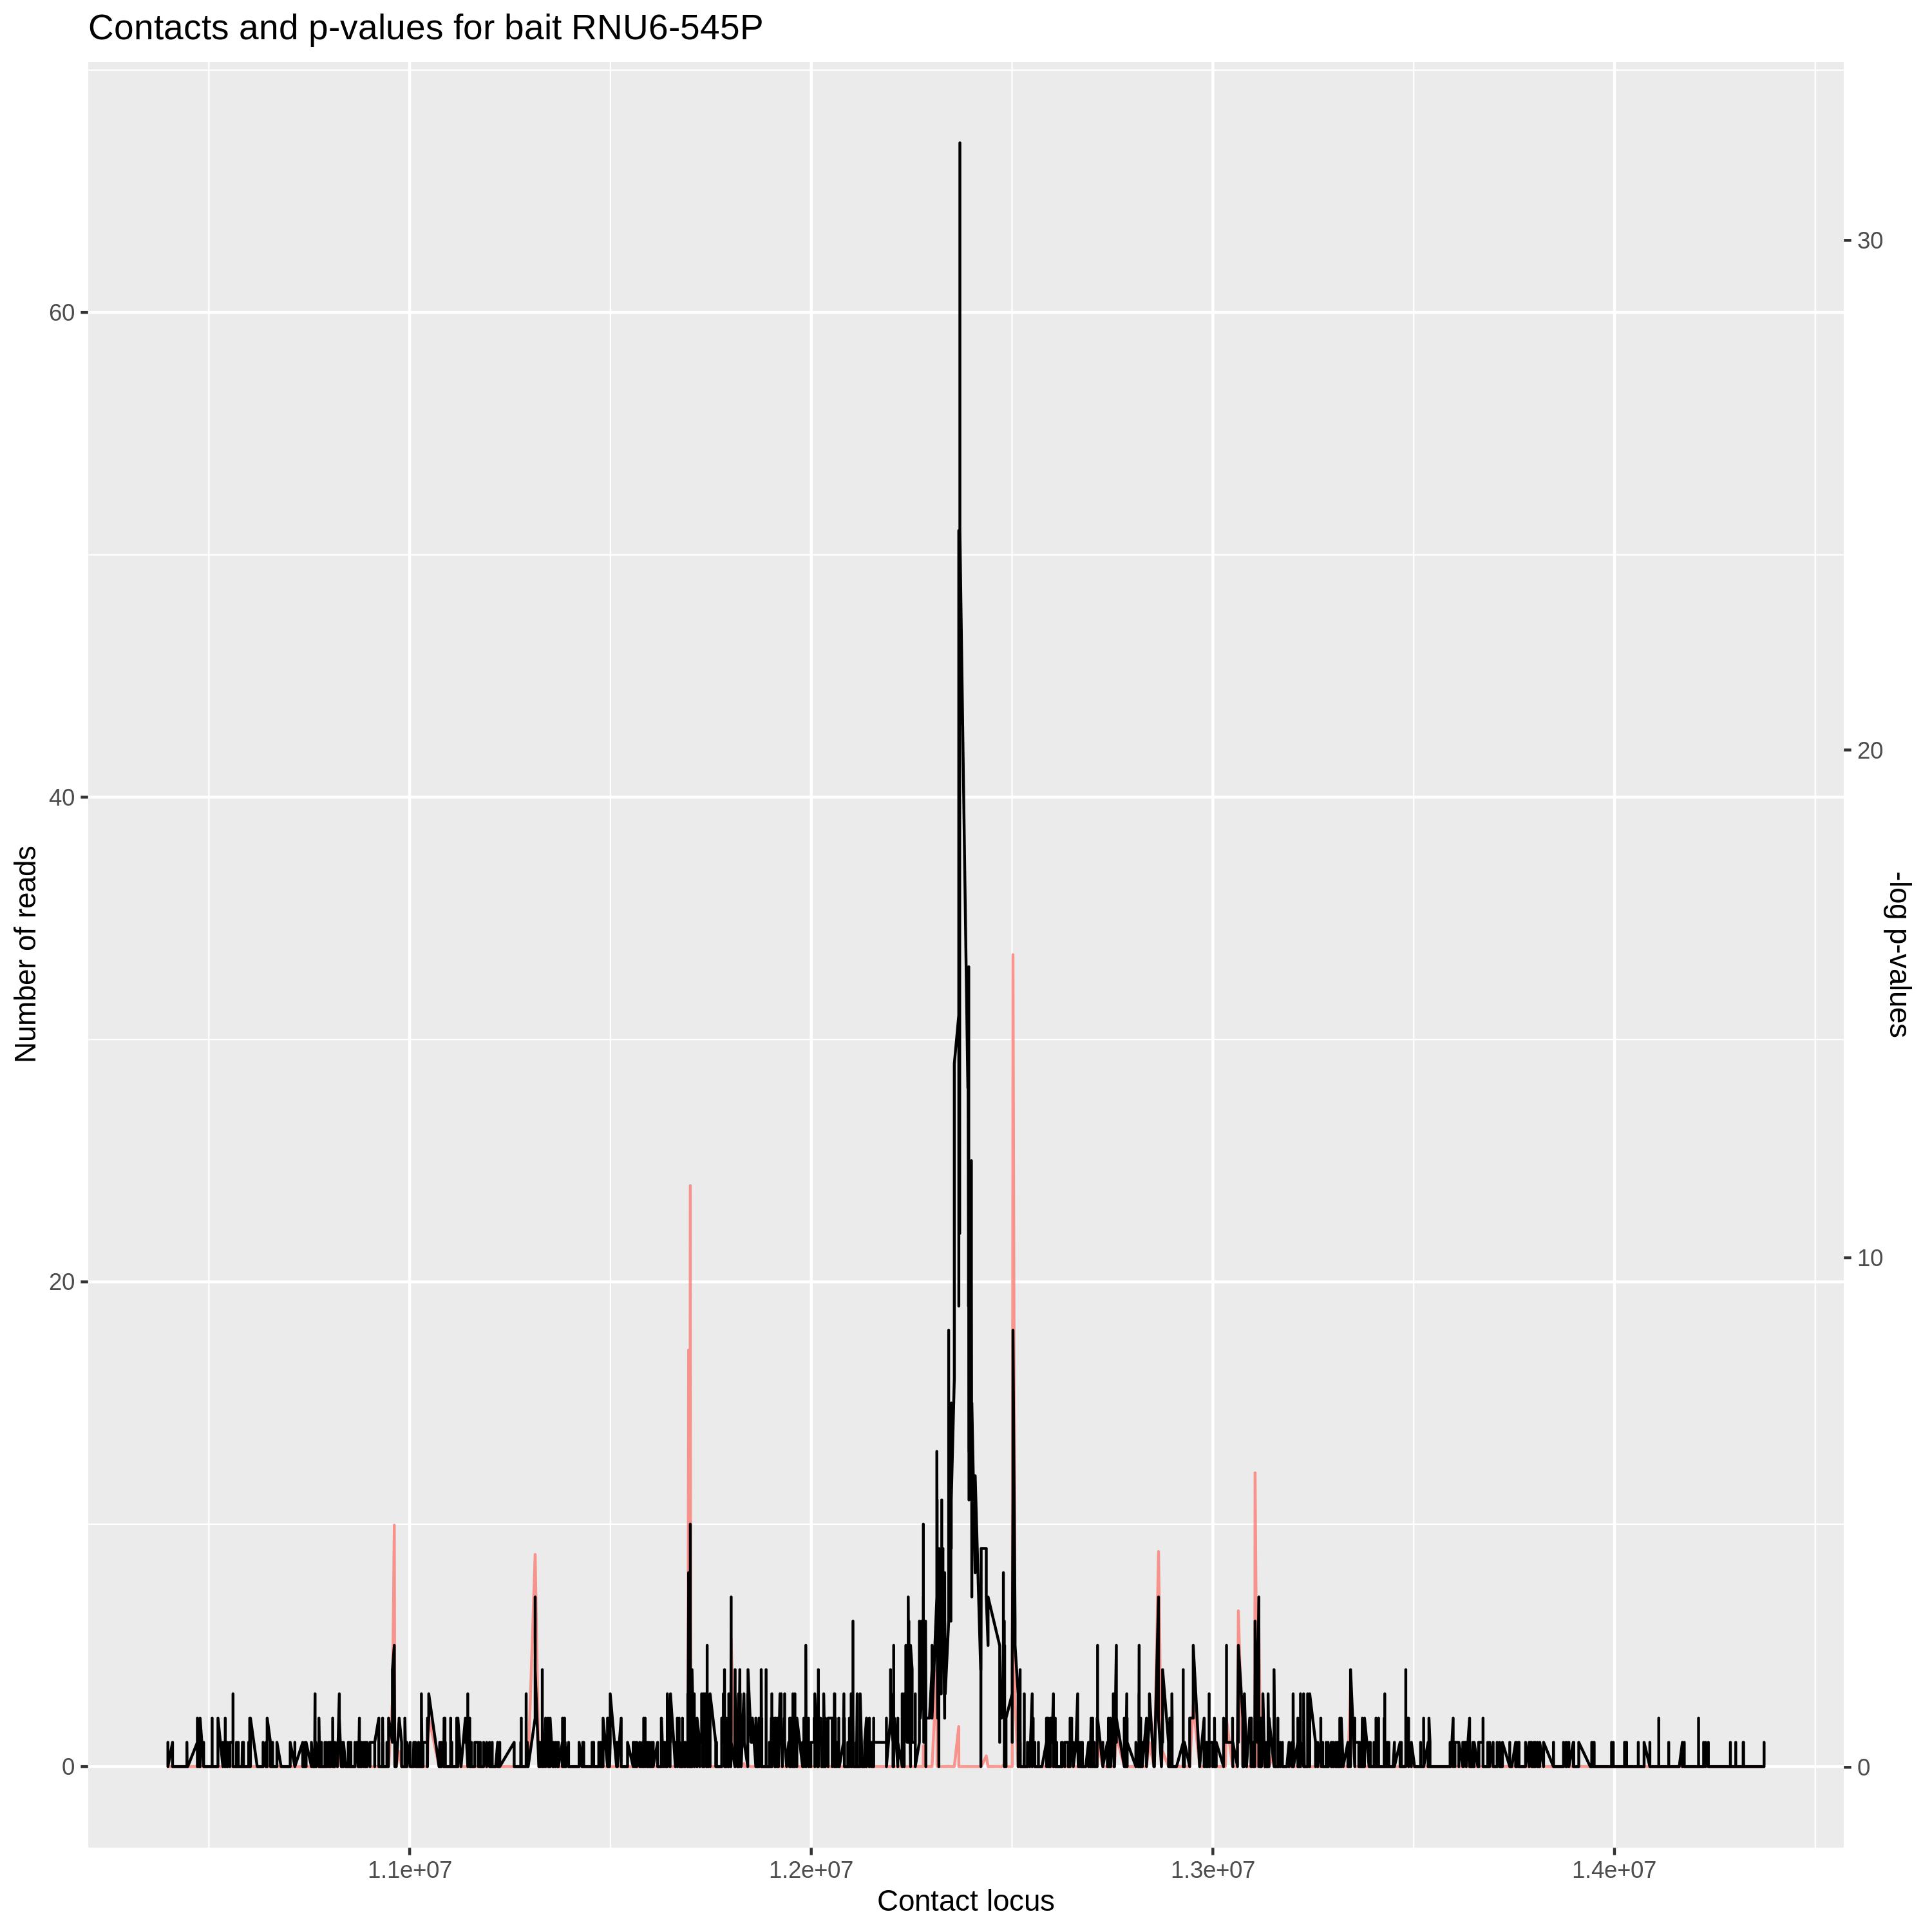 Contacts and p-values for bait RNU6-545P
60
40
20
0
Number of reads
30
20
10
0
-log p-values
1.1e+07
1.2e+07
1.3e+07
1.4e+07
Contact locus